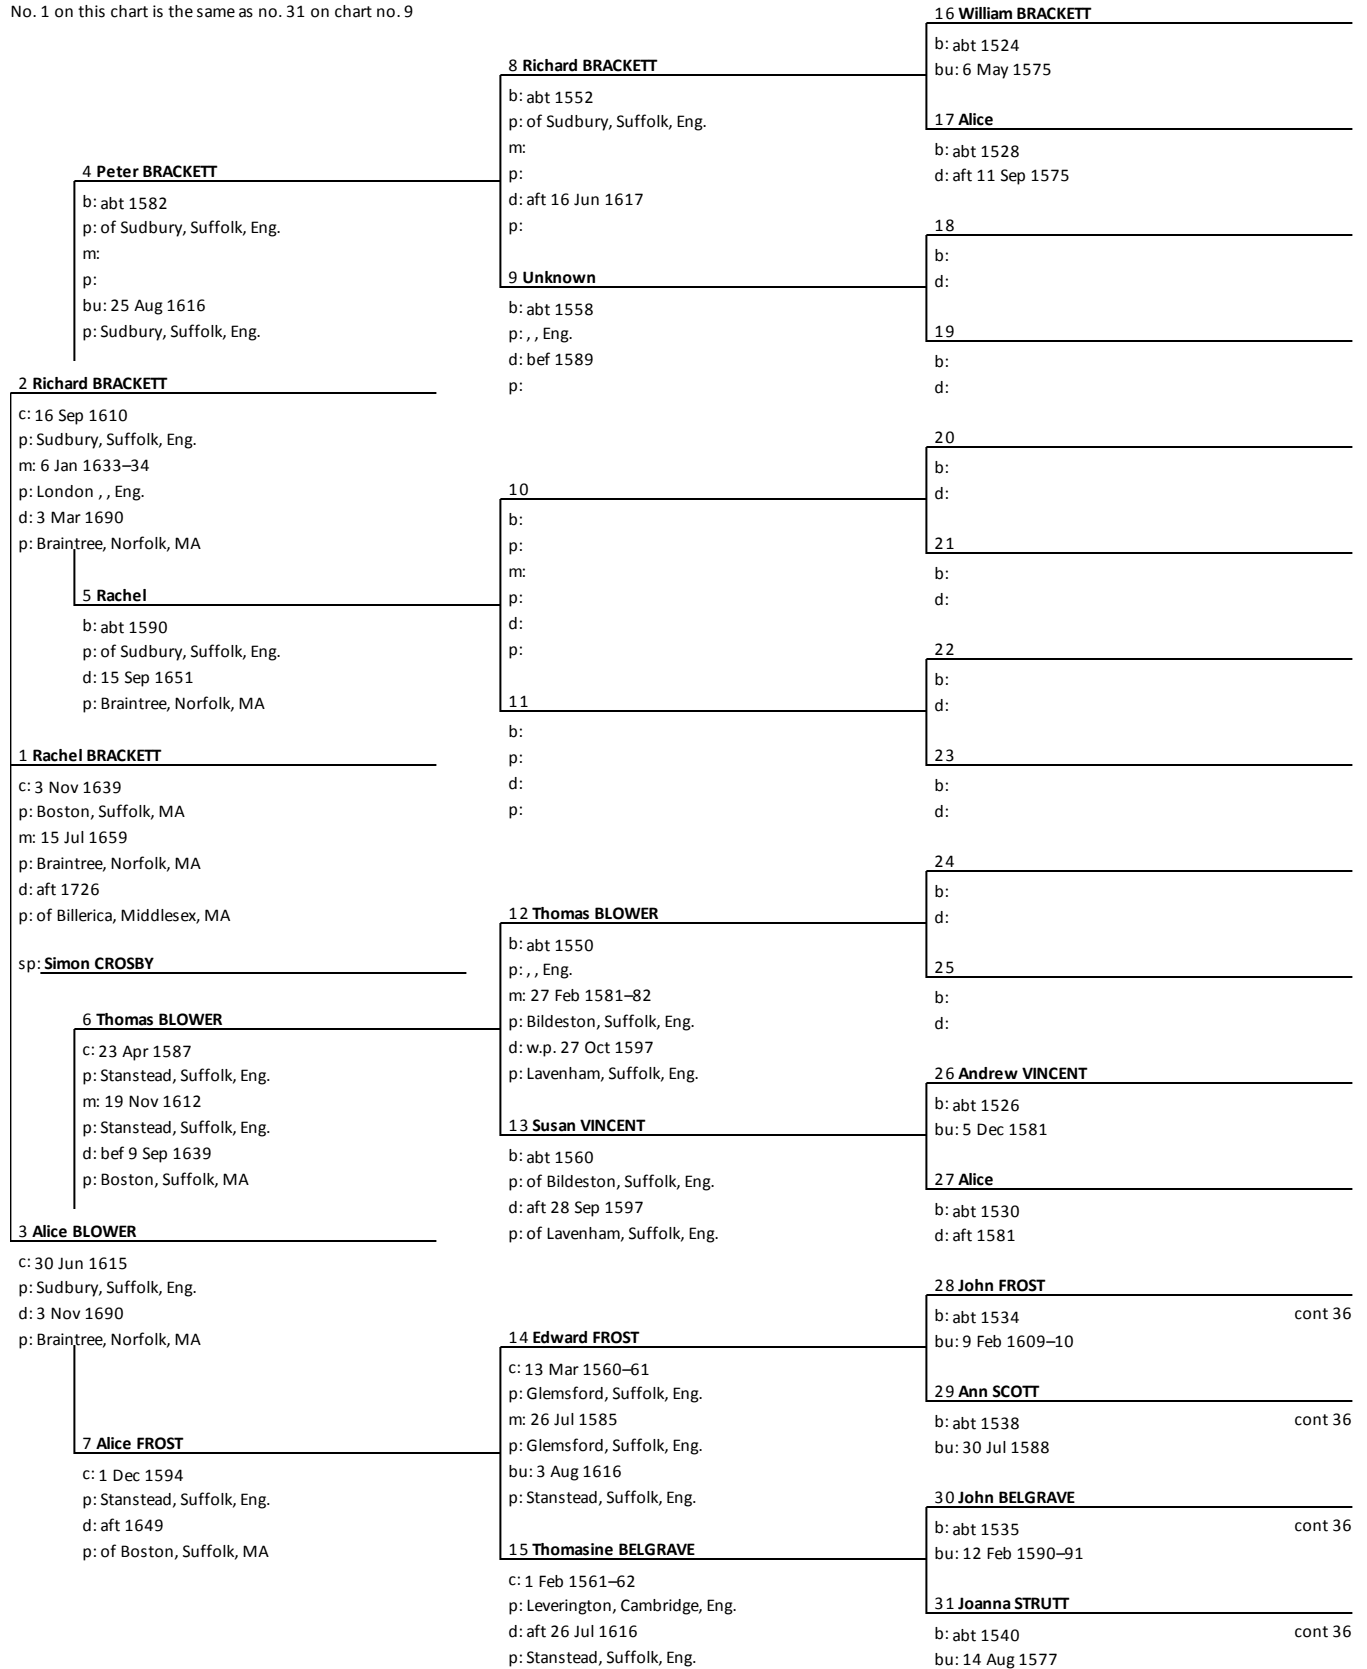 No. 1 on this chart is the same as no. 31 on chart no. 9
4 Peter BRACKETT
b: abt 1582
p: of Sudbury, Suffolk, Eng.
m:
p:
bu: 25 Aug 1616
p: Sudbury, Suffolk, Eng.
2 Richard BRACKETT
c: 16 Sep 1610
p: Sudbury, Suffolk, Eng.
m: 6 Jan 1633–34
p: London , , Eng.
d: 3 Mar 1690
p: Braintree, Norfolk, MA
5 Rachel
b: abt 1590
p: of Sudbury, Suffolk, Eng.
d: 15 Sep 1651
p: Braintree, Norfolk, MA
1 Rachel BRACKETT
c: 3 Nov 1639
p: Boston, Suffolk, MA
m: 15 Jul 1659
p: Braintree, Norfolk, MA
d: aft 1726
p: of Billerica, Middlesex, MA
sp: Simon CROSBY
6 Thomas BLOWER
c: 23 Apr 1587
p: Stanstead, Suffolk, Eng.
m: 19 Nov 1612
p: Stanstead, Suffolk, Eng.
d: bef 9 Sep 1639
p: Boston, Suffolk, MA
3 Alice BLOWER
c: 30 Jun 1615
p: Sudbury, Suffolk, Eng.
d: 3 Nov 1690
p: Braintree, Norfolk, MA
7 Alice FROST
c: 1 Dec 1594
p: Stanstead, Suffolk, Eng.
d: aft 1649
p: of Boston, Suffolk, MA
8 Richard BRACKETT
b: abt 1552
p: of Sudbury, Suffolk, Eng.
m:
p:
d: aft 16 Jun 1617
p:
9 Unknown
b: abt 1558
p: , , Eng.
d: bef 1589
p:
10
b:
p:
m:
p:
d:
p:
11
b:
p:
d:
p:
12 Thomas BLOWER
b: abt 1550
p: , , Eng.
m: 27 Feb 1581–82
p: Bildeston, Suffolk, Eng.
d: w.p. 27 Oct 1597
p: Lavenham, Suffolk, Eng.
13 Susan VINCENT
b: abt 1560
p: of Bildeston, Suffolk, Eng.
d: aft 28 Sep 1597
p: of Lavenham, Suffolk, Eng.
14 Edward FROST
c: 13 Mar 1560–61
p: Glemsford, Suffolk, Eng.
m: 26 Jul 1585
p: Glemsford, Suffolk, Eng.
bu: 3 Aug 1616
p: Stanstead, Suffolk, Eng.
15 Thomasine BELGRAVE
c: 1 Feb 1561–62
p: Leverington, Cambridge, Eng.
d: aft 26 Jul 1616
p: Stanstead, Suffolk, Eng.
16 William BRACKETT
b: abt 1524
bu: 6 May 1575
17 Alice
b: abt 1528
d: aft 11 Sep 1575
18
b:
d:
19
b:
d:
20
b:
d:
21
b:
d:
22
b:
d:
23
b:
d:
24
b:
d:
25
b:
d:
26 Andrew VINCENT
b: abt 1526
bu: 5 Dec 1581
27 Alice
b: abt 1530
d: aft 1581
28 John FROST
b: abt 1534 cont 36
bu: 9 Feb 1609–10
29 Ann SCOTT
b: abt 1538 cont 36
bu: 30 Jul 1588
30 John BELGRAVE
b: abt 1535 cont 36
bu: 12 Feb 1590–91
31 Joanna STRUTT
b: abt 1540 cont 36
bu: 14 Aug 1577